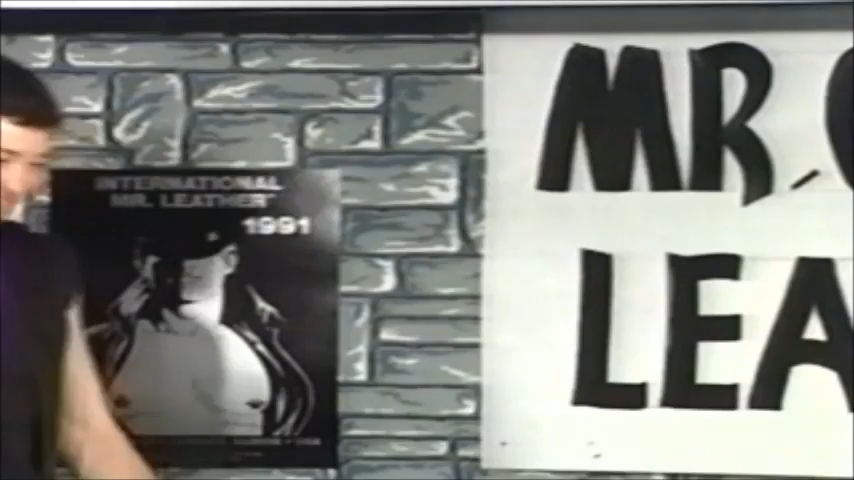 INTERNATIONAL
MR. LEATHER
1991
MR.
LEA